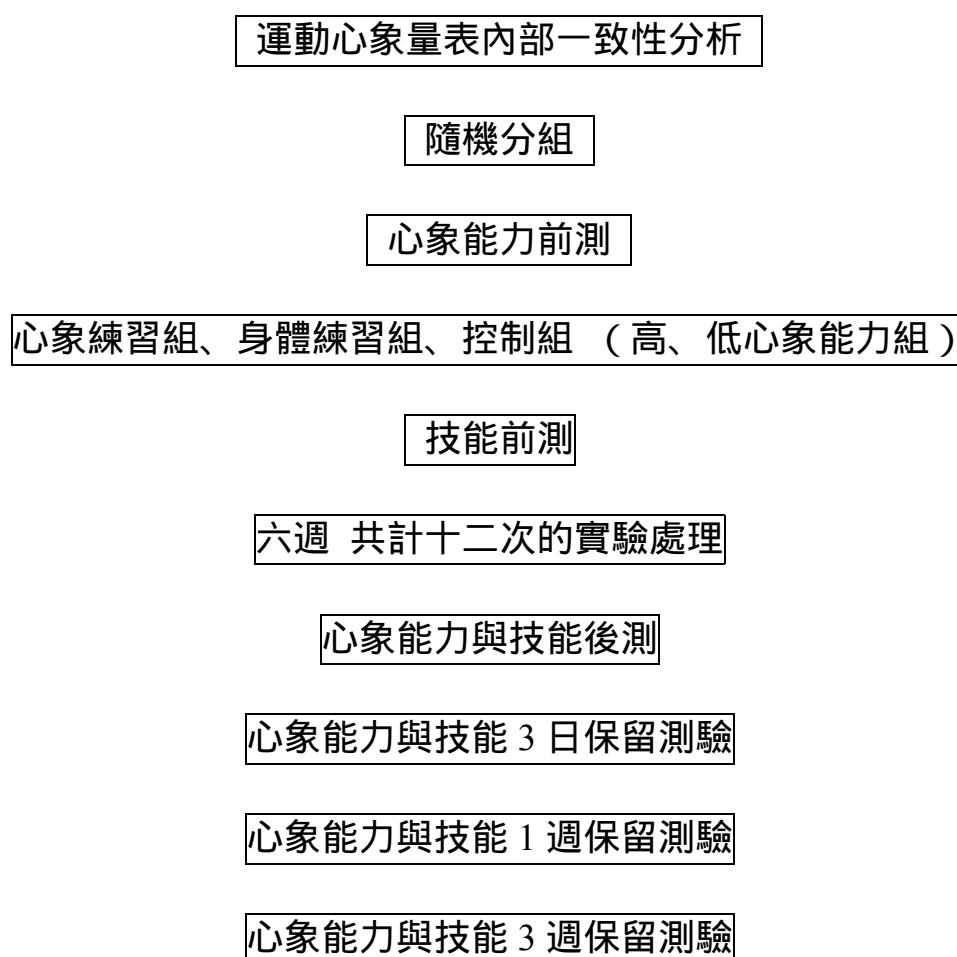 運動心象量表內部一致性分析
隨機分組
心象能力前測
心象練習組、身體練習組、控制組 （高、低心象能力組）
技能前測
六週 共計十二次的實驗處理
心象能力與技能後測
心象能力與技能 3 日保留測驗
心象能力與技能 1 週保留測驗
心象能力與技能 3 週保留測驗